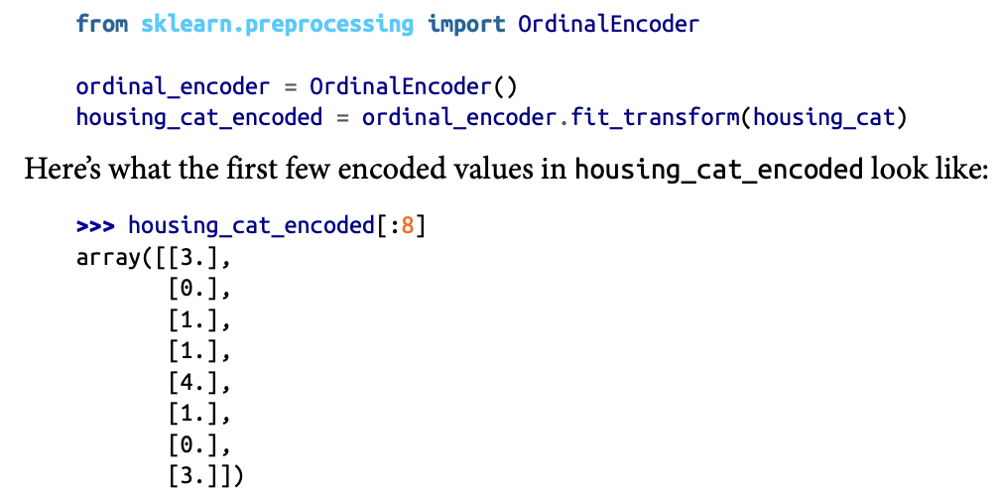 from sklearn.preprocessing import OrdinalEncoder
ordinal_encoder = OrdinalEncoder()
housing_cat_encoded = ordinal_encoder.fit_transform(housing_cat)
Here’s what the first few encoded values in housing_cat_encoded look like:
>>> housing_cat_encoded[:8]
array([[3.],
       [0.],
       [1.],
       [1.],
       [4.],
       [1.],
       [0.],
       [3.]])